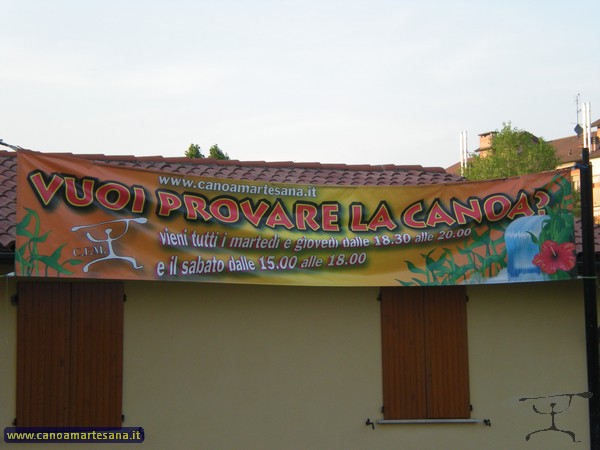 www.canoamartesana.it
VUOI PROVARE LA CANOA?
vieni tutti i martedì e giovedì dalle 18.30 alle 20.00
e il sabato dalle 15.00 alle 18.00
C.E.M.
www.canoamartesana.it